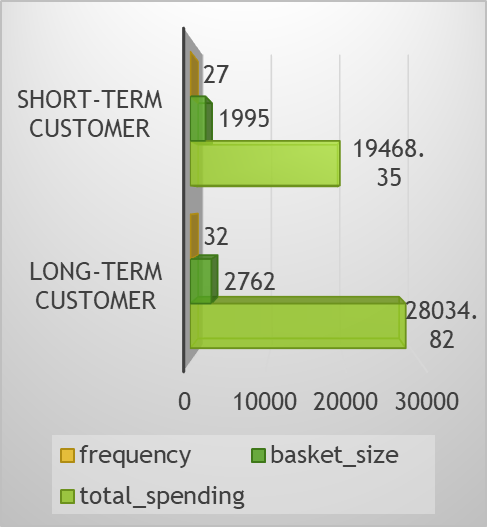 27
SHORT-TERM
CUSTOMER
1995
19468.
35
32
LONG-TERM
CUSTOMER
2762
28034.
82
0 10000 20000 30000
frequency basket_size
total_spending